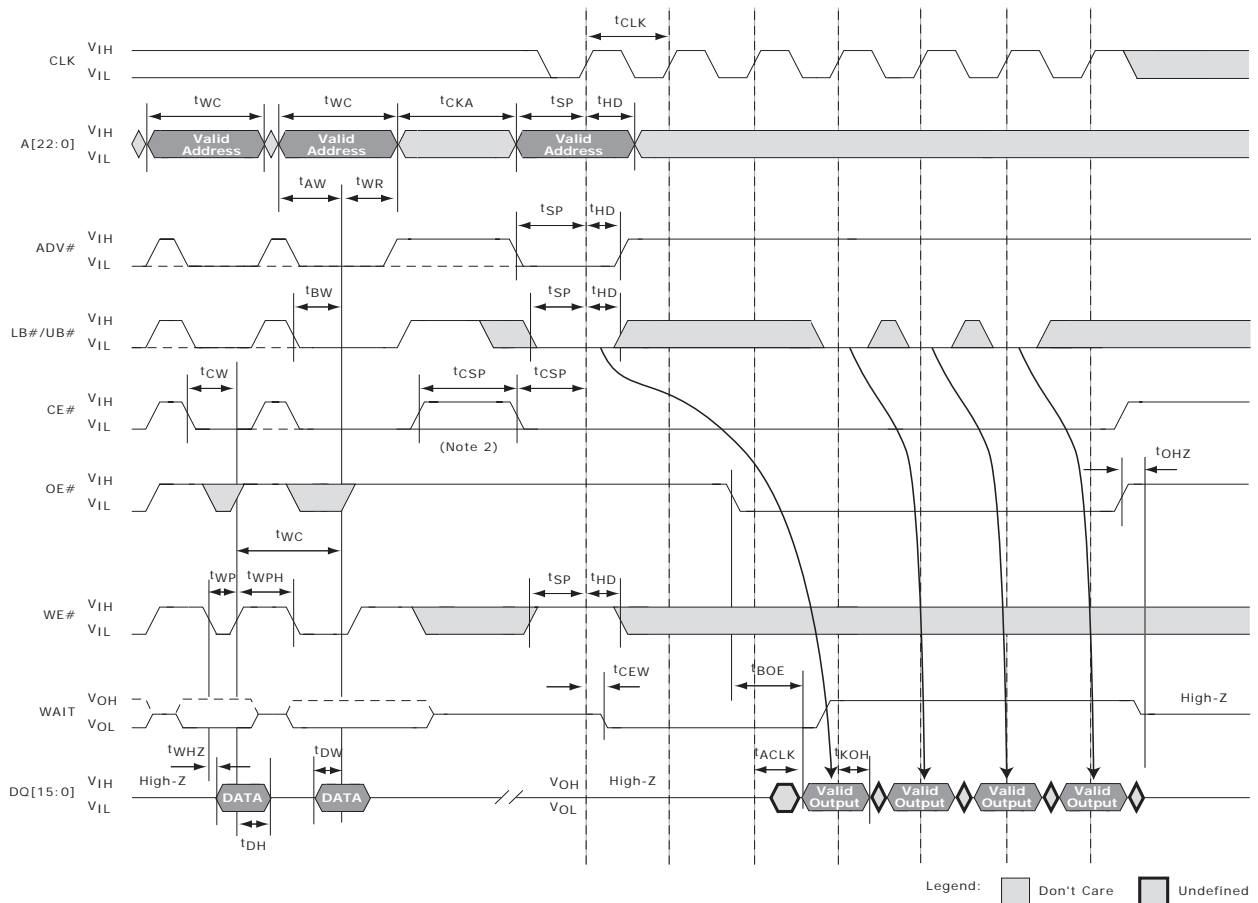 tCLK
CLK VIH
VIL
tWC tWC tCKA tSP tHD
A[22:0] VIH
VIL
Valid Address
Valid Address
Valid Address
tAW tWR
tSP tHD
ADV# VIH
VIL
tBW tSP tHD
LB#/UB# VIH
VIL
tCW tCSP tCSP
CE# VIH
VIL
(Note 2)
tOHZ
OE# VIH
VIL
tWC
tWP tWPH tSP tHD
WE# VIH
VIL
tCEW tBOE
WAIT VOH
VOL
High-Z
tWHZ tDW tACLK tKOH
DQ[15:0] VIH
VIL
High-Z
DATA DATA
VOH
VOL
High-Z
Valid Output
Valid Output
Valid Output
Valid Output
tDH
Legend: Don't Care Undefined